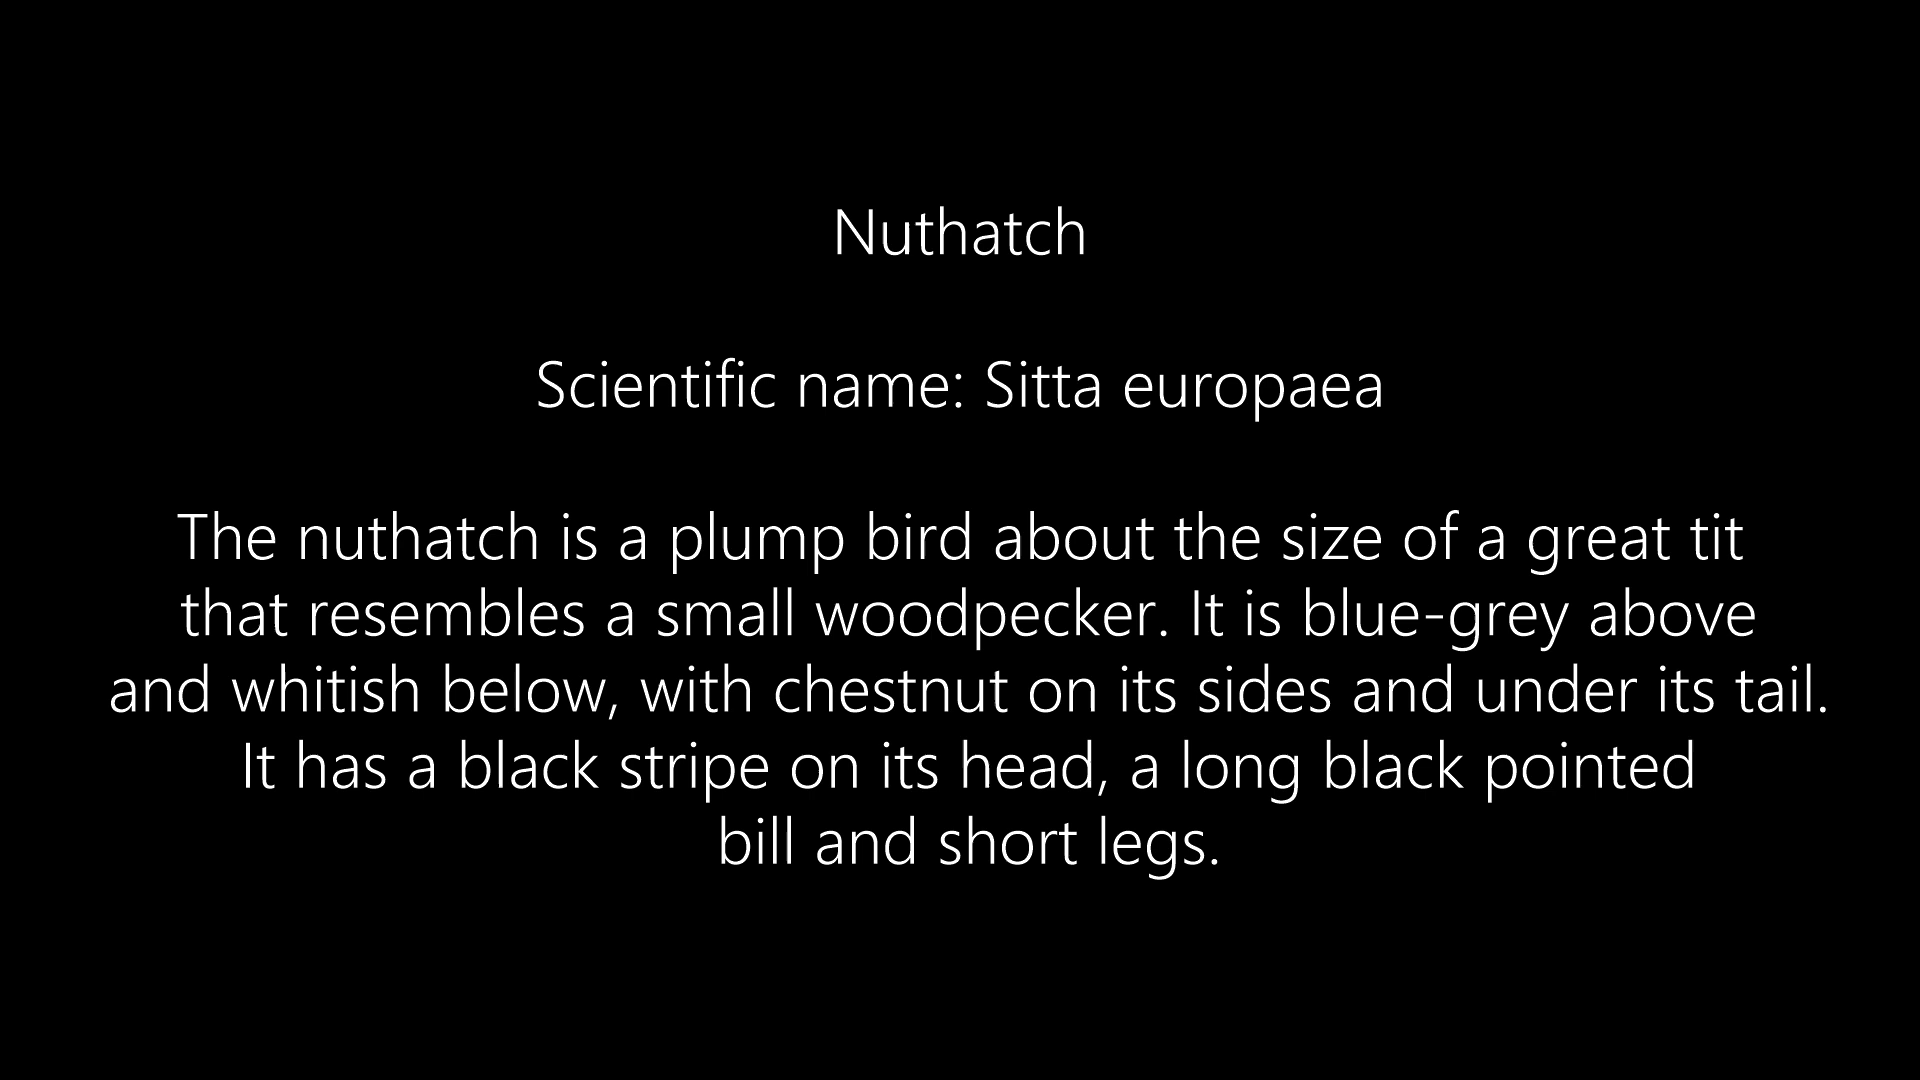 Nuthatch
Scientific name: Sitta europaea
The nuthatch is a plump bird about the size of a great tit
that resembles a small woodpecker. It is blue-grey above
and whitish below, with chestnut on its sides and under its tail.
It has a black stripe on its head, a long black pointed
bill and short legs.